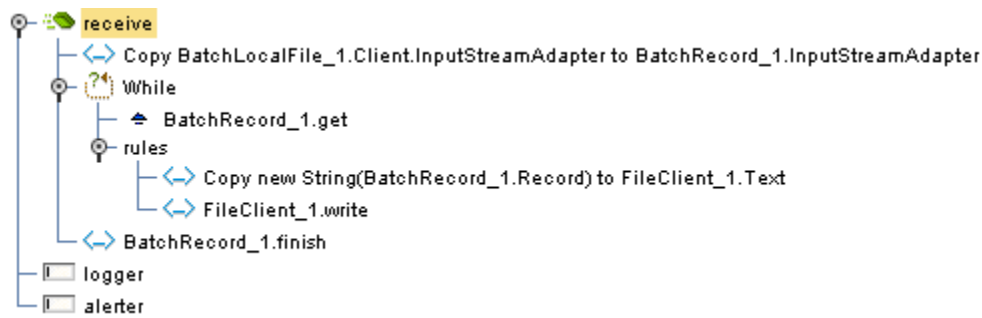 receive
Copy BatchLocalFile_1.Client.InputStreamAdapter to BatchRecord_1.InputStreamAdapter
While
BatchRecord_1.get
rules
Copy new String(BatchRecord_1.Record) to FileClient_1.Text
FileClient_1.write
BatchRecord_1.finish
logger
alerter